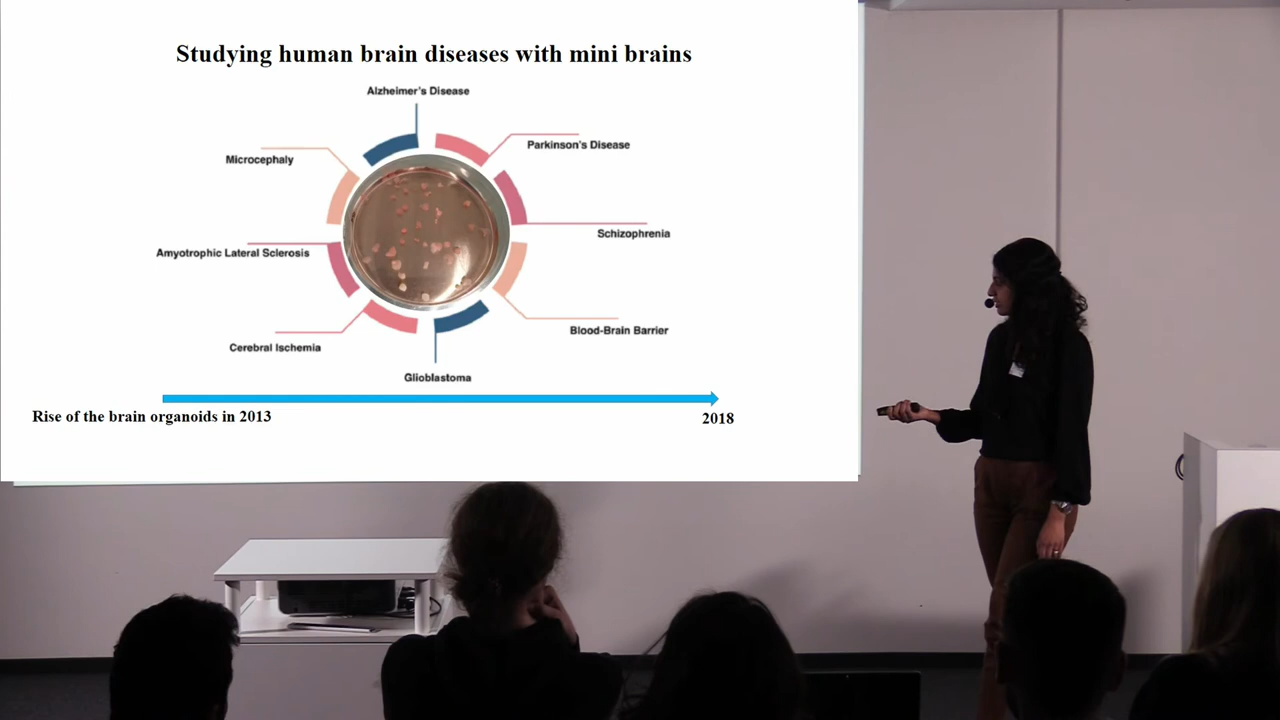 Studying human brain diseases with mini brains
Alzheimer's Disease
Parkinson's Disease
Microcephaly
Schizophrenia
Amyotrophic Lateral Sclerosis
Blood-Brain Barrier
Cerebral Ischemia
Glioblastoma
Rise of the brain organoids in 2013
2018